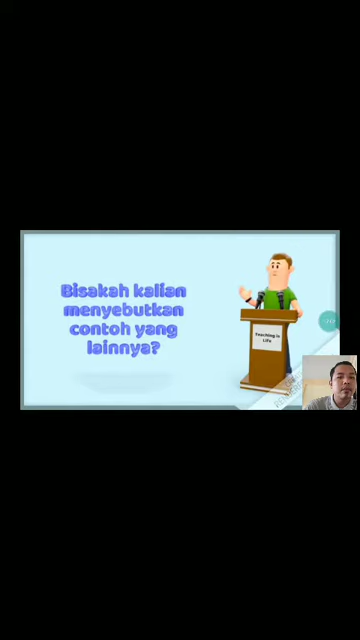 Bisakah kalian
menyebutkan
contoh yang
lainnya?
Teaching is
Life